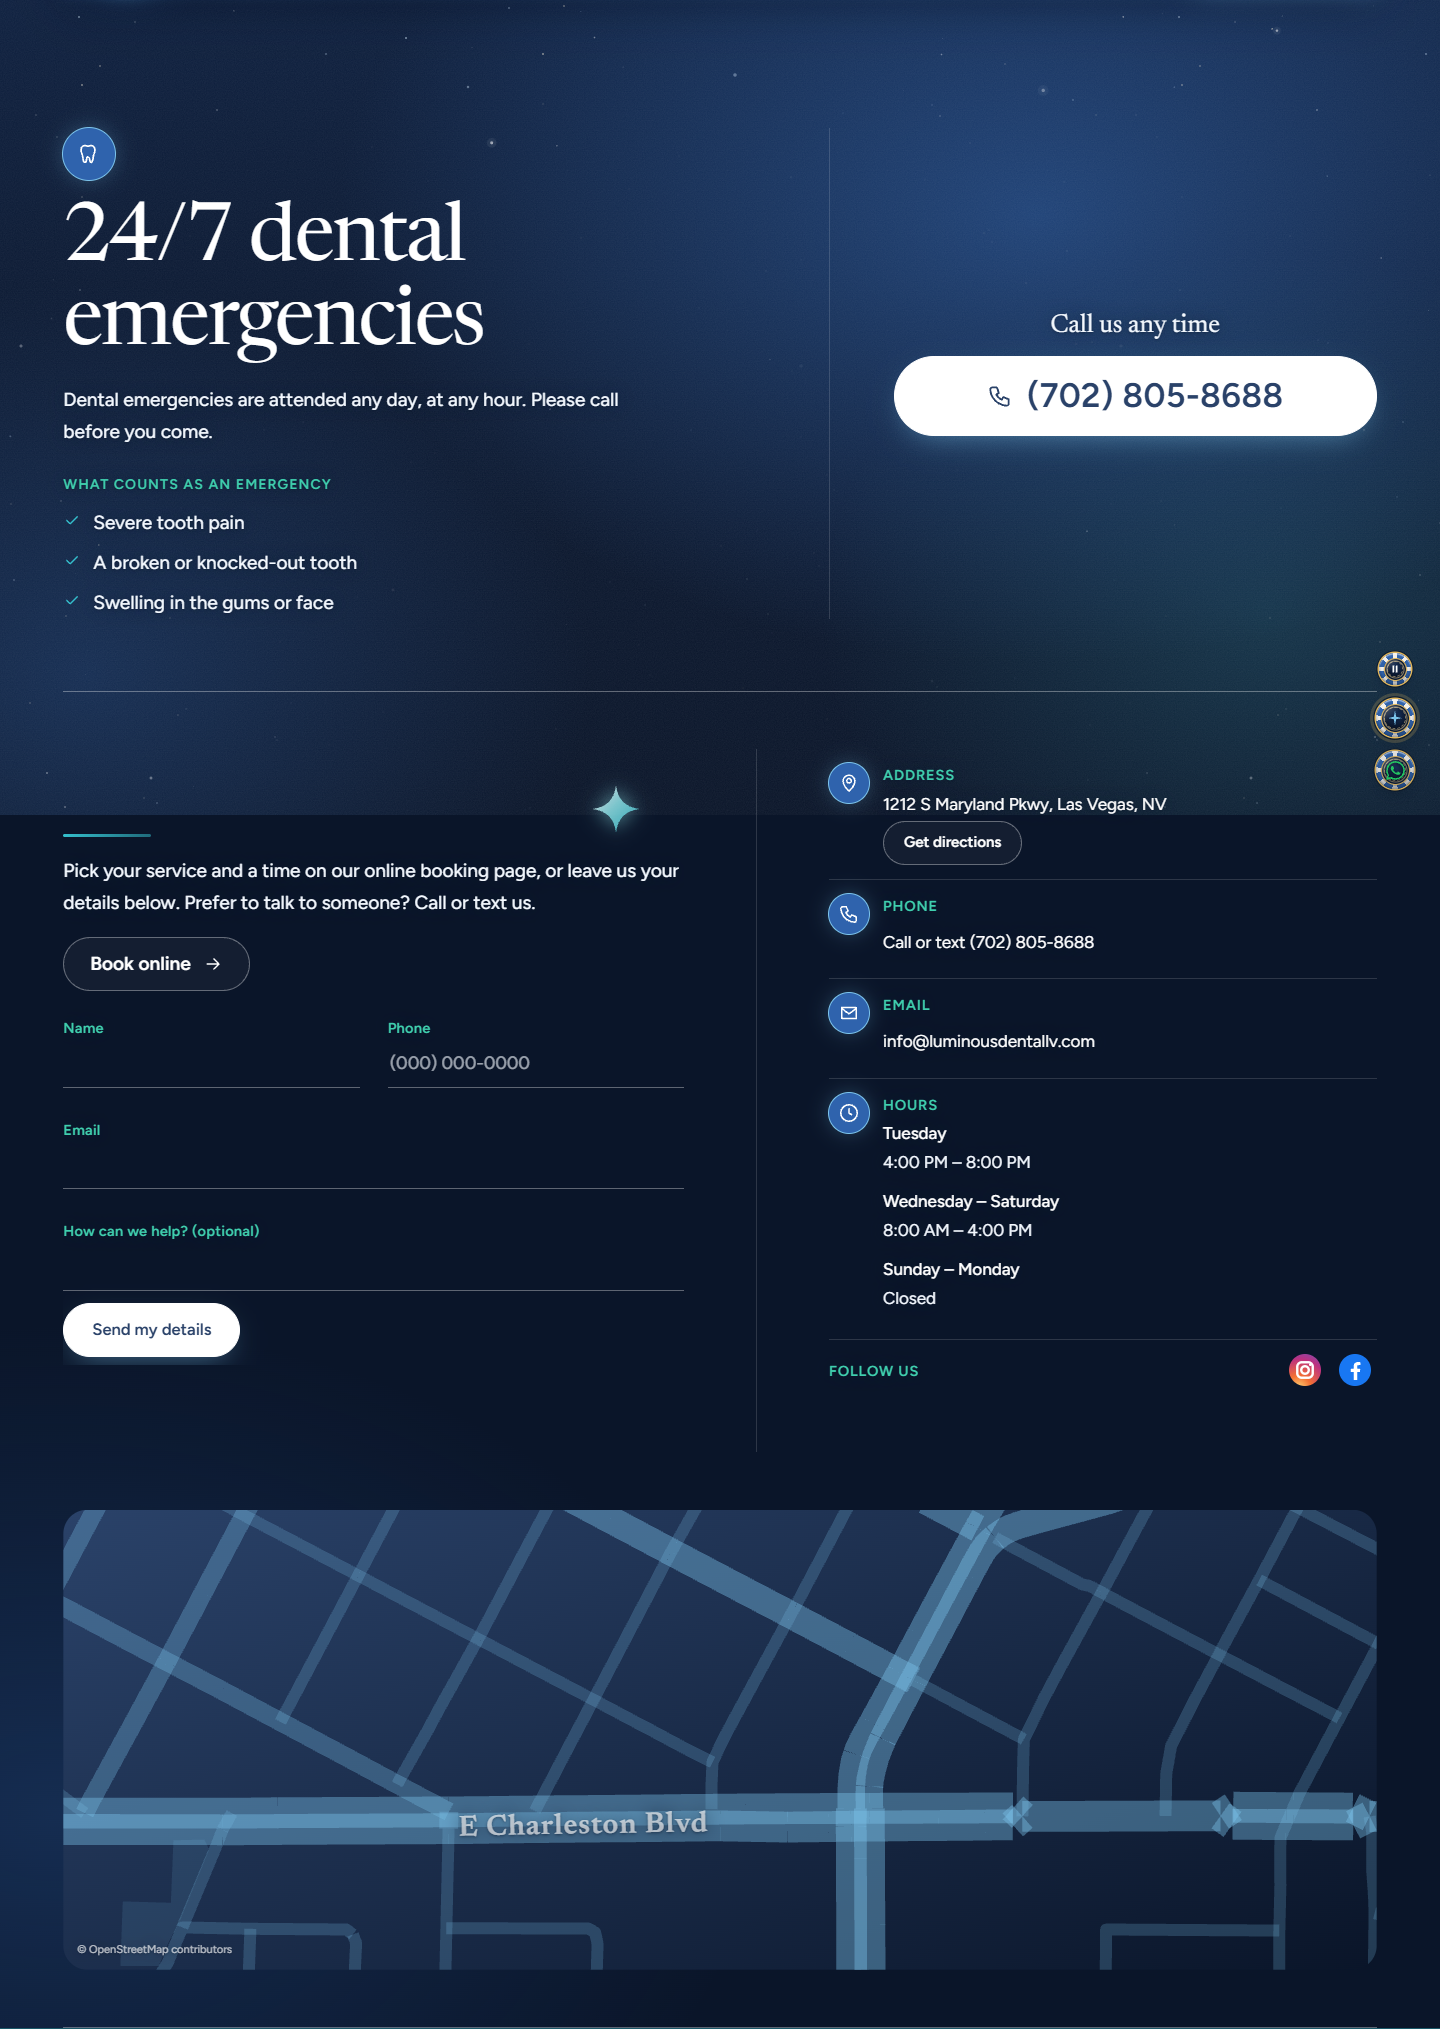 24/7 dental
emergencies
Dental emergencies are attended any day, at any hour. Please call
before you come.
WHAT COUNTS AS AN EMERGENCY
Severe tooth pain
A broken or knocked-out tooth
Swelling in the gums or face
Call us any time
(702) 805-8688
Pick your service and a time on our online booking page, or leave us your
details below. Prefer to talk to someone? Call or text us.
Book online
Name
Phone
(000) 000-0000
Email
How can we help? (optional)
Send my details
ADDRESS
1212 S Maryland Pkwy, Las Vegas, NV
Get directions
PHONE
Call or text (702) 805-8688
EMAIL
info@luminousdentallv.com
HOURS
Tuesday
4:00 PM – 8:00 PM
Wednesday – Saturday
8:00 AM – 4:00 PM
Sunday – Monday
Closed
FOLLOW US
E Charleston Blvd
© OpenStreetMap contributors